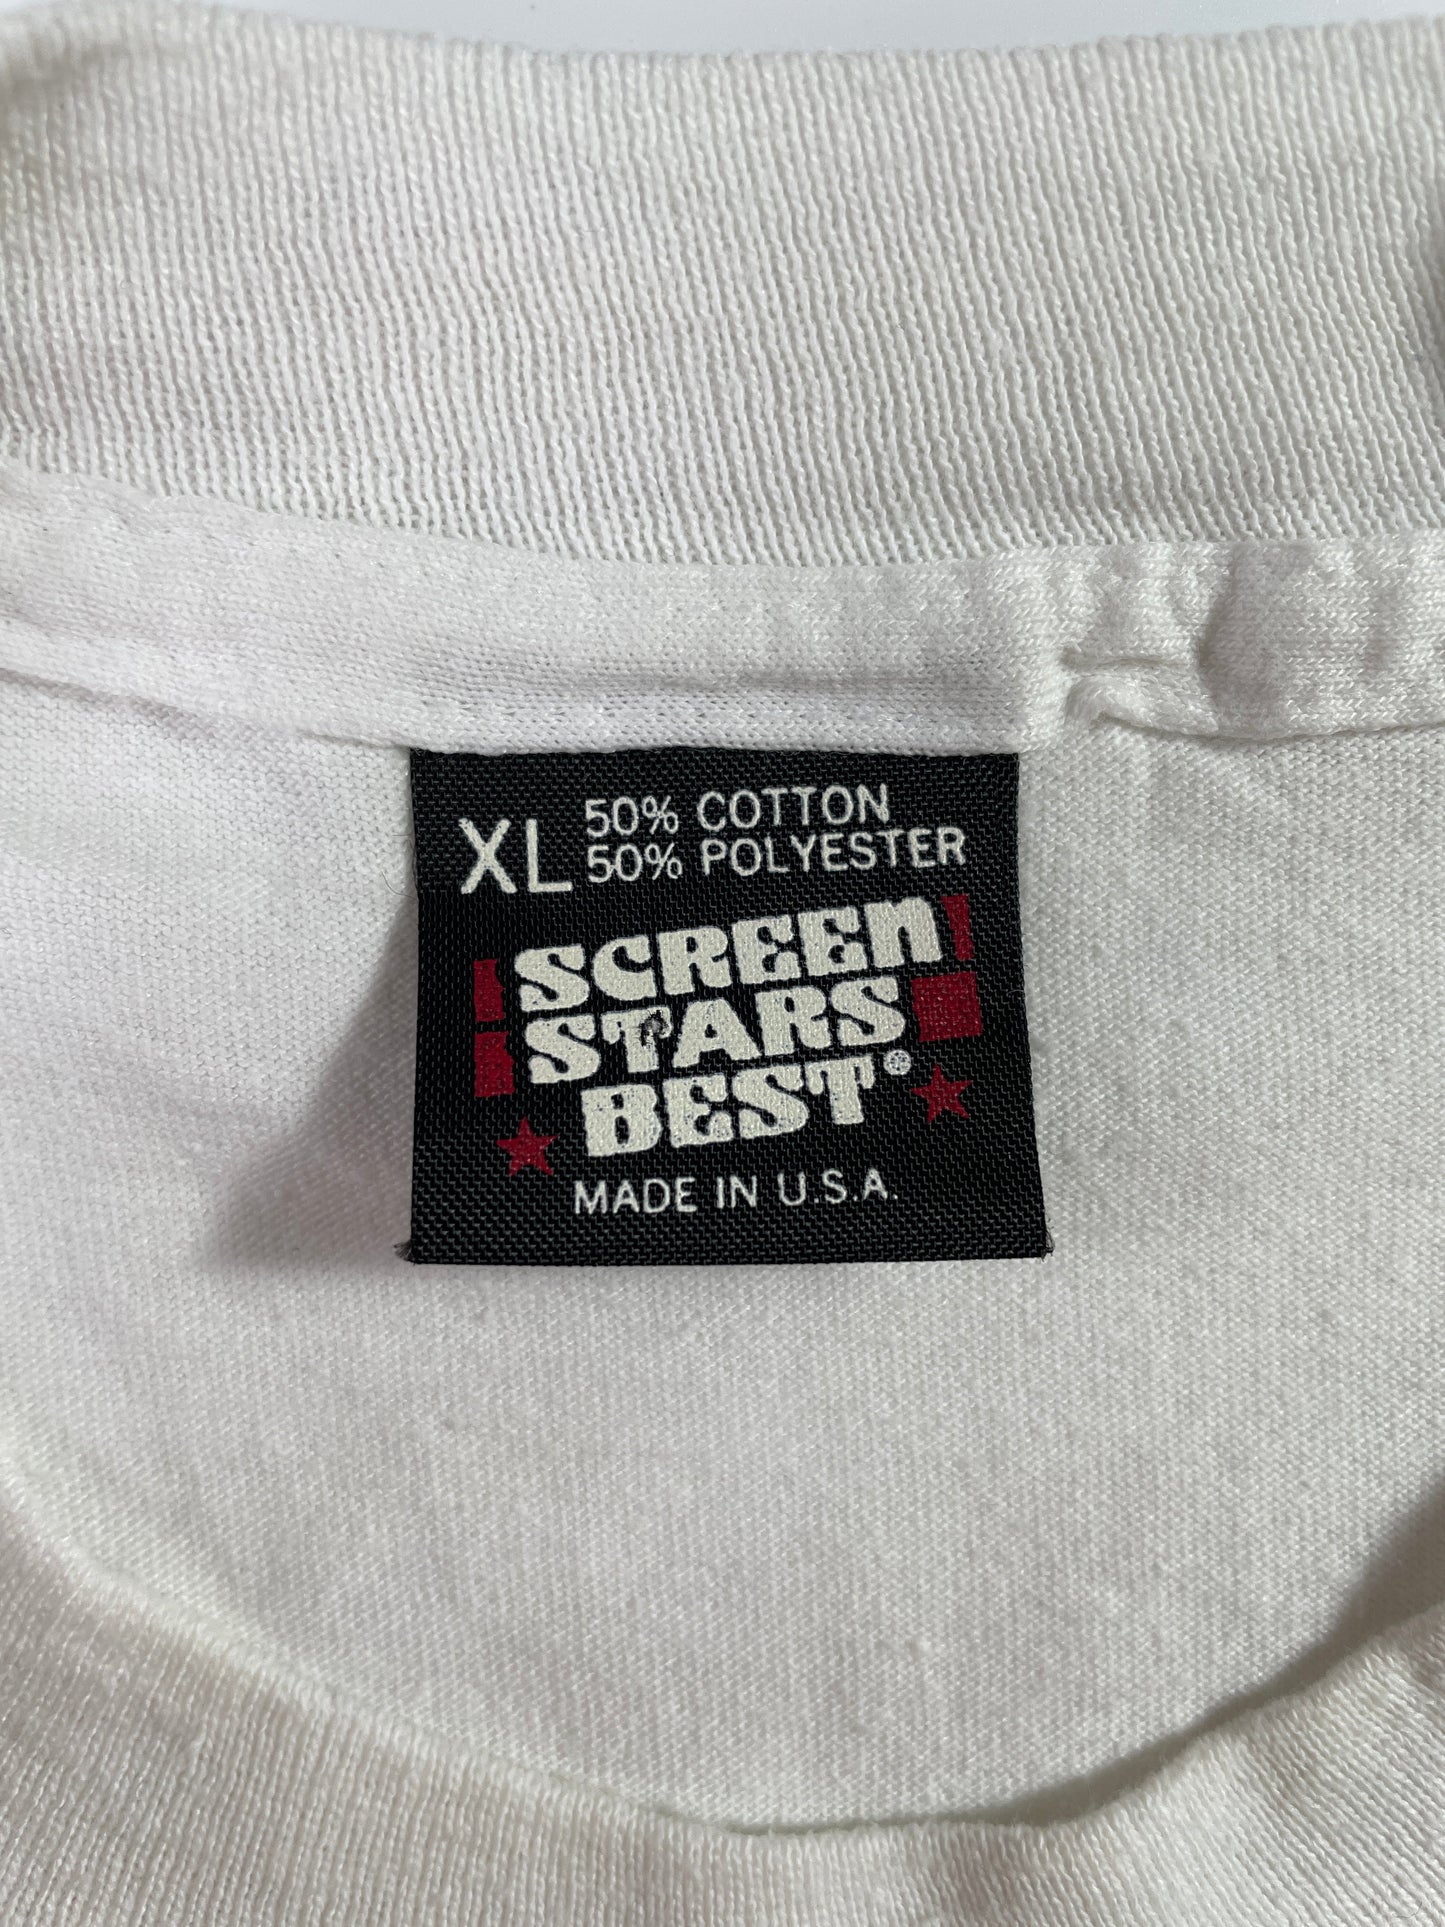 XL 50% COTTON
50% POLYESTER
SCREEN
STARS
BEST®
MADE IN U.S.A.